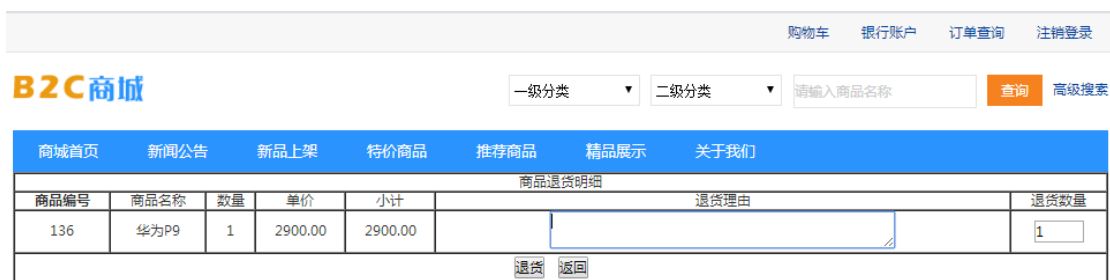 购物车 银行账户 订单查询 注销登录
B2C商城 一级分类 二级分类 请输入商品名称 查询 高级搜索
商城首页 新闻公告 新品上架 特价商品 推荐商品 精品展示 关于我们
商品退货明细
商品编号 商品名称 数量 单价 小计 退货理由 退货数量
136 华为P9 1 2900.00 2900.00 1
退货 返回